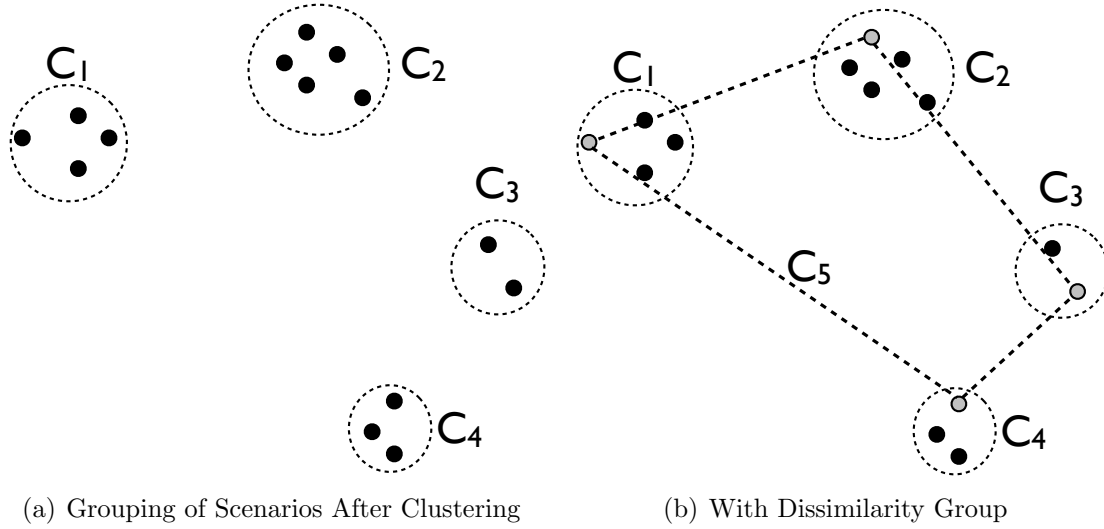 C₁
C₂
C₃
C₄
(a) Grouping of Scenarios After Clustering
C₁
C₂
C₃
C₅
C₄
(b) With Dissimilarity Group